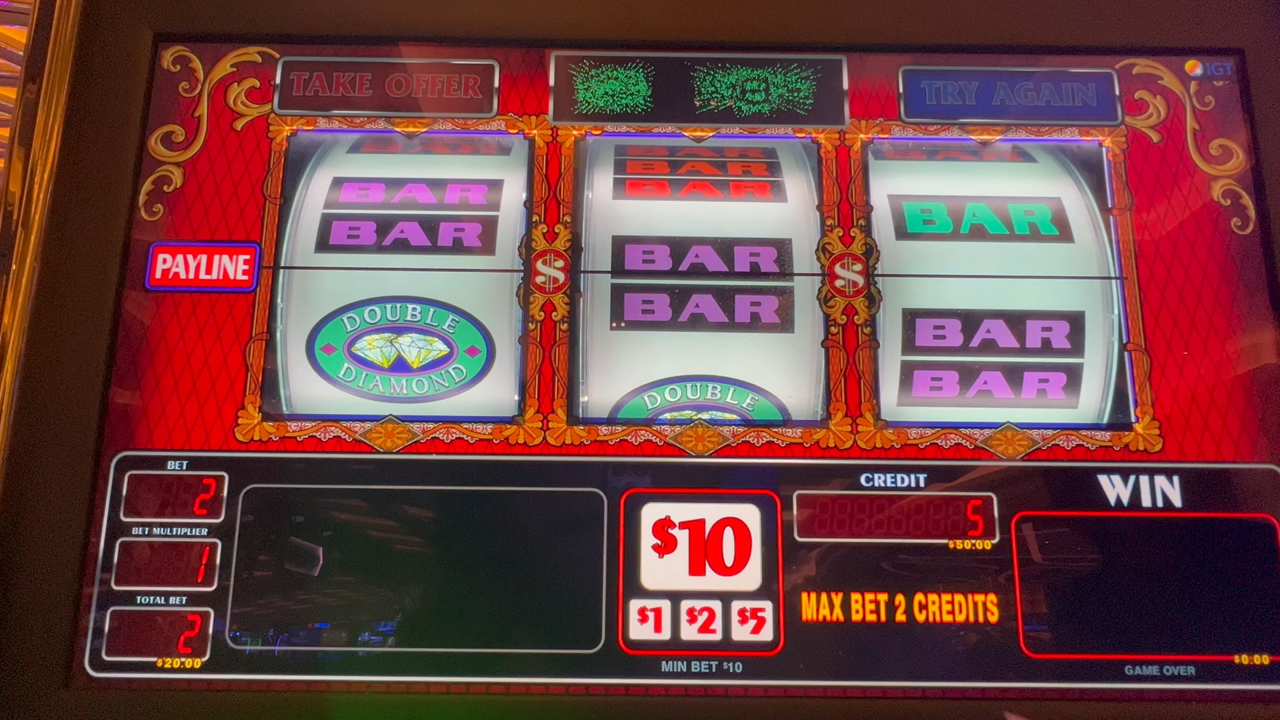 TAKE OFFER
TRY AGAIN
IGT
BAR
BAR
BAR
BAR
BAR
BAR
BAR
BAR
PAYLINE
$
$
BAR
BAR
BAR
DOUBLE
DIAMOND
DOUBLE
BET
2
BET MULTIPLIER
1
TOTAL BET
2
$20.00
$10
$1 $2 $5
MIN BET $10
CREDIT
5
$50.00
MAX BET 2 CREDITS
WIN
$0.00
GAME OVER